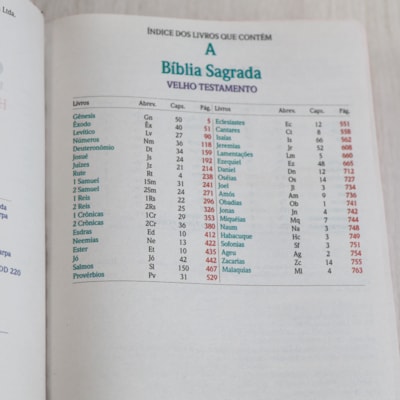 Ltda.
ÍNDICE DOS LIVROS QUE CONTÊM
A
Bíblia Sagrada
VELHO TESTAMENTO
Livros Abrev. Caps. Pág.
Gênesis Gn 50 5
Êxodo Êx 40 51
Levítico Lv 27 90
Números Nm 36 118
Deuteronômio Dt 34 159
Josué Js 24 192
Juízes Jz 21 214
Rute Rt 4 238
1 Samuel 1Sm 31 241
2 Samuel 2Sm 24 271
1 Reis 1Rs 22 296
2 Reis 2Rs 25 326
1 Crônicas 1Cr 29 353
2 Crônicas 2Cr 36 380
Esdras Ed 10 412
Neemias Ne 13 422
Ester Et 10 435
Jó Jó 42 442
Salmos Sl 150 467
Provérbios Pv 31 529
Livros Abrev. Caps. Pág.
Eclesiastes Ec 12 551
Cantares Ct 8 558
Isaías Is 66 562
Jeremias Jr 52 608
Lamentações Lm 5 660
Ezequiel Ez 48 665
Daniel Dn 12 712
Oséias Os 14 727
Joel Jl 3 734
Amós Am 9 736
Obadias Ob 1 741
Jonas Jn 4 742
Miquéias Mq 7 744
Naum Na 3 748
Habacuque Hc 3 749
Sofonias Sf 3 751
Ageu Ag 2 754
Zacarias Zc 14 755
Malaquias Ml 4 763
OD 220